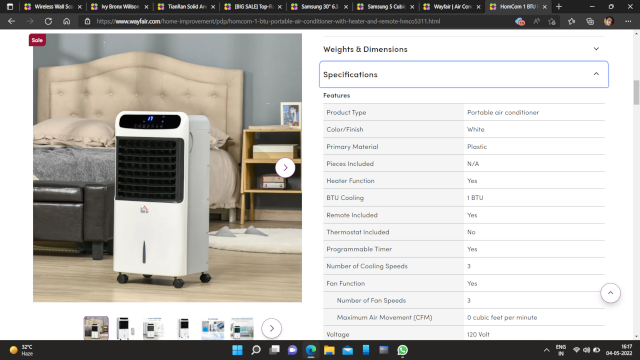 Wireless Wall Sco
Ivy Bronx Wilson
TianRan Solid An
[BIG SALE] Top-R
Samsung 30" 6.3
Samsung 5 Cubic
Wayfair | Air Con
HomCom 1 BTU
https://www.wayfair.com/home-improvement/pdp/homcom-1-btu-portable-air-conditioner-with-heater-and-remote-hmco5311.html
Sale
Weights & Dimensions
Specifications
Features
Product Type Portable air conditioner
Color/Finish White
Primary Material Plastic
Pieces Included N/A
Heater Function Yes
BTU Cooling 1 BTU
Remote Included Yes
Thermostat Included No
Programmable Timer Yes
Number of Cooling Speeds 3
Fan Function Yes
Number of Fan Speeds 3
Maximum Air Movement (CFM) 0 cubic feet per minute
Voltage 120 Volt
32°C
Haze
ENG
IN
16:17
04-05-2022